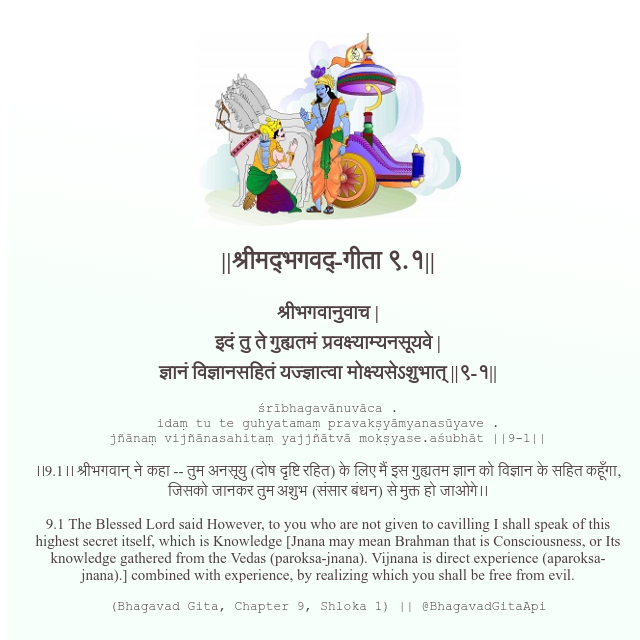 ||श्रीमद्‍भगवद्‍-गीता ९.१||
श्रीभगवानुवाच |
इदं तु ते गुह्यतमं प्रवक्ष्याम्यनसूयवे |
ज्ञानं विज्ञानसहितं यज्ज्ञात्वा मोक्ष्यसेऽशुभात् ||९-१||
śrībhagavānuvāca .
idaṃ tu te guhyatamaṃ pravakṣyāmyanasūyave .
jñānaṃ vijñānasahitaṃ yajjñātvā mokṣyase.aśubhāt ||9-1||
।।9.1।। श्रीभगवान् ने कहा -- तुम अनसूयु (दोष दृष्टि रहित) के लिए मैं इस गुह्यतम ज्ञान को विज्ञान के सहित कहूँगा,
जिसको जानकर तुम अशुभ (संसार बंधन) से मुक्त हो जाओगे।।
9.1 The Blessed Lord said However, to you who are not given to cavilling I shall speak of this
highest secret itself, which is Knowledge [Jnana may mean Brahman that is Consciousness, or Its
knowledge gathered from the Vedas (paroksa-jnana). Vijnana is direct experience (aparoksa-
jnana).] combined with experience, by realizing which you shall be free from evil.
(Bhagavad Gita, Chapter 9, Shloka 1) || @BhagavadGitaApi